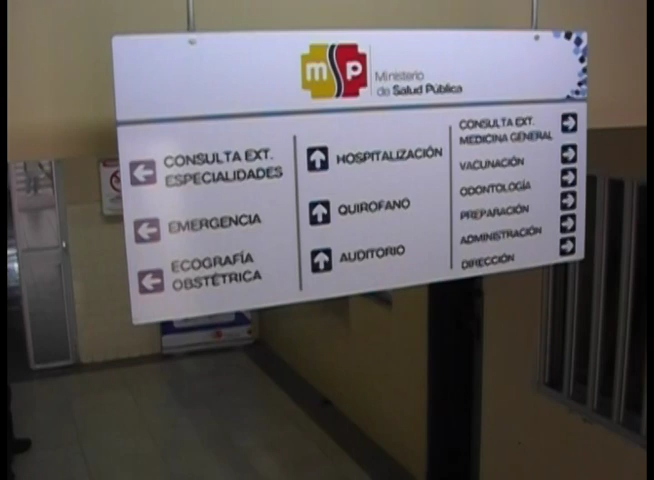 msp
Ministerio
de Salud Pública
CONSULTA EXT.
ESPECIALIDADES
EMERGENCIA
ECOGRAFÍA
OBSTÉTRICA
HOSPITALIZACIÓN
QUIROFANO
AUDITORIO
CONSULTA EXT.
MEDICINA GENERAL
VACUNACIÓN
ODONTOLOGÍA
PREPARACIÓN
ADMINISTRACIÓN
DIRECCIÓN